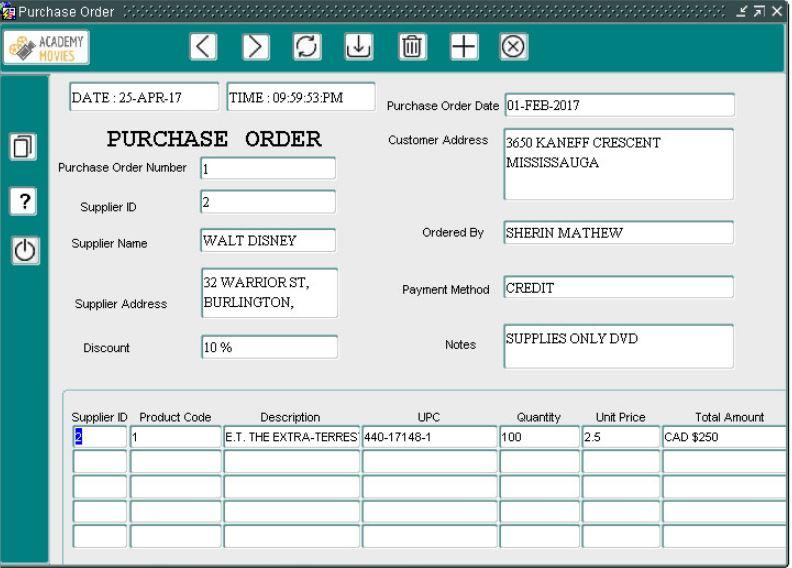 Purchase Order
ACADEMY
MOVIES
DATE : 25-APR-17
TIME : 09:59:53:PM
Purchase Order Date 01-FEB-2017
PURCHASE ORDER
Customer Address 3650 KANEFF CRESCENT
MISSISSAUGA
Purchase Order Number 1
Supplier ID 2
Supplier Name WALT DISNEY
Ordered By SHERIN MATHEW
Supplier Address 32 WARRIOR ST,
BURLINGTON,
Payment Method CREDIT
Discount 10 %
Notes SUPPLIES ONLY DVD
Supplier ID Product Code Description UPC Quantity Unit Price Total Amount
2 1 E.T. THE EXTRA-TERRES 440-17148-1 100 2.5 CAD $250
?